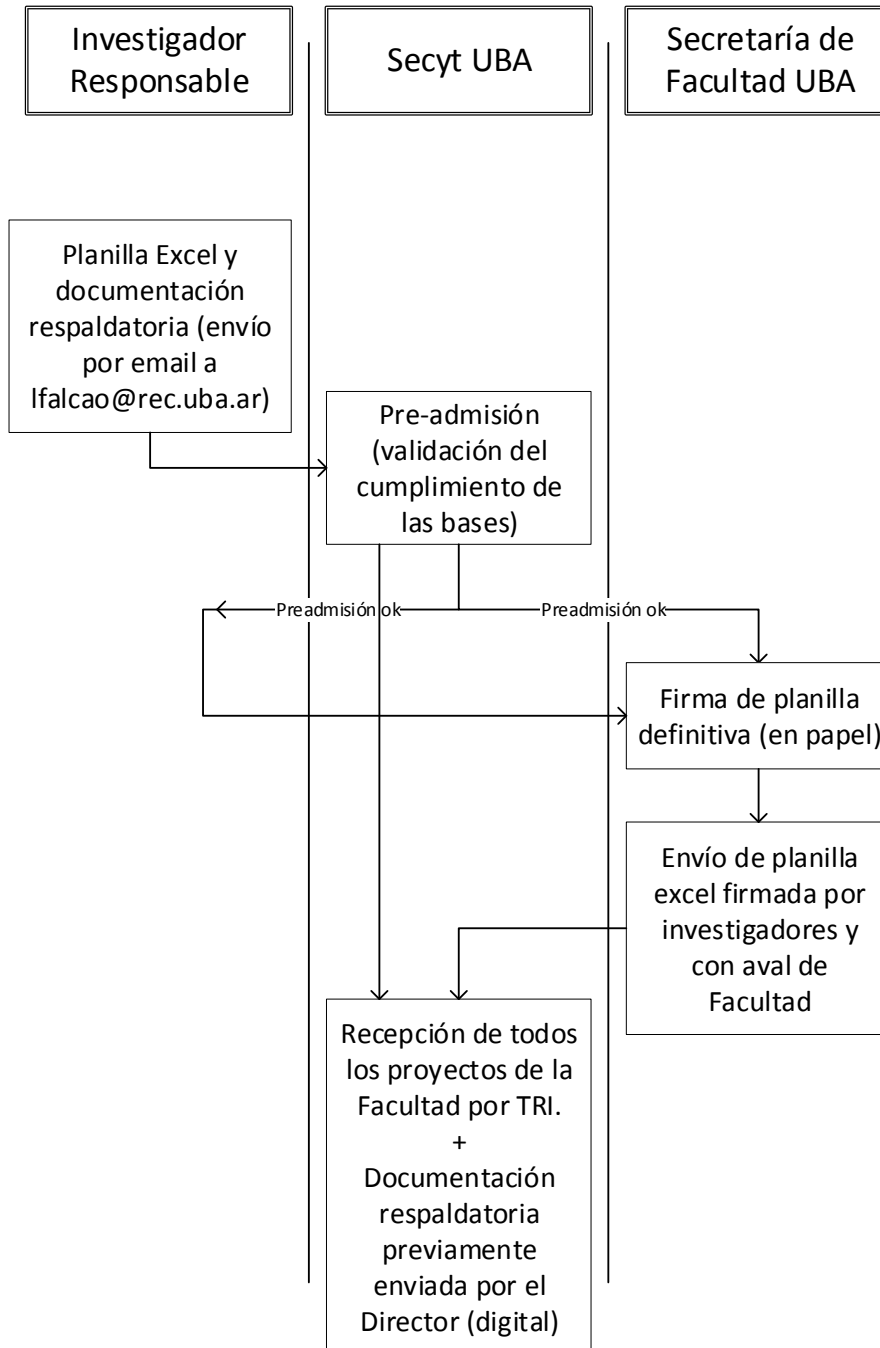 Investigador
Responsable
Secyt UBA
Secretaría de
Facultad UBA
Planilla Excel y
documentación
respaldatoria (envío
por email a
lfalcao@rec.uba.ar)
Pre-admisión
(validación del
cumplimiento de
las bases)
Preadmisión ok
Preadmisión ok
Firma de planilla
definitiva (en papel)
Envío de planilla
excel firmada por
investigadores y
con aval de
Facultad
Recepción de todos
los proyectos de la
Facultad por TRI.
+
Documentación
respaldatoria
previamente
enviada por el
Director (digital)